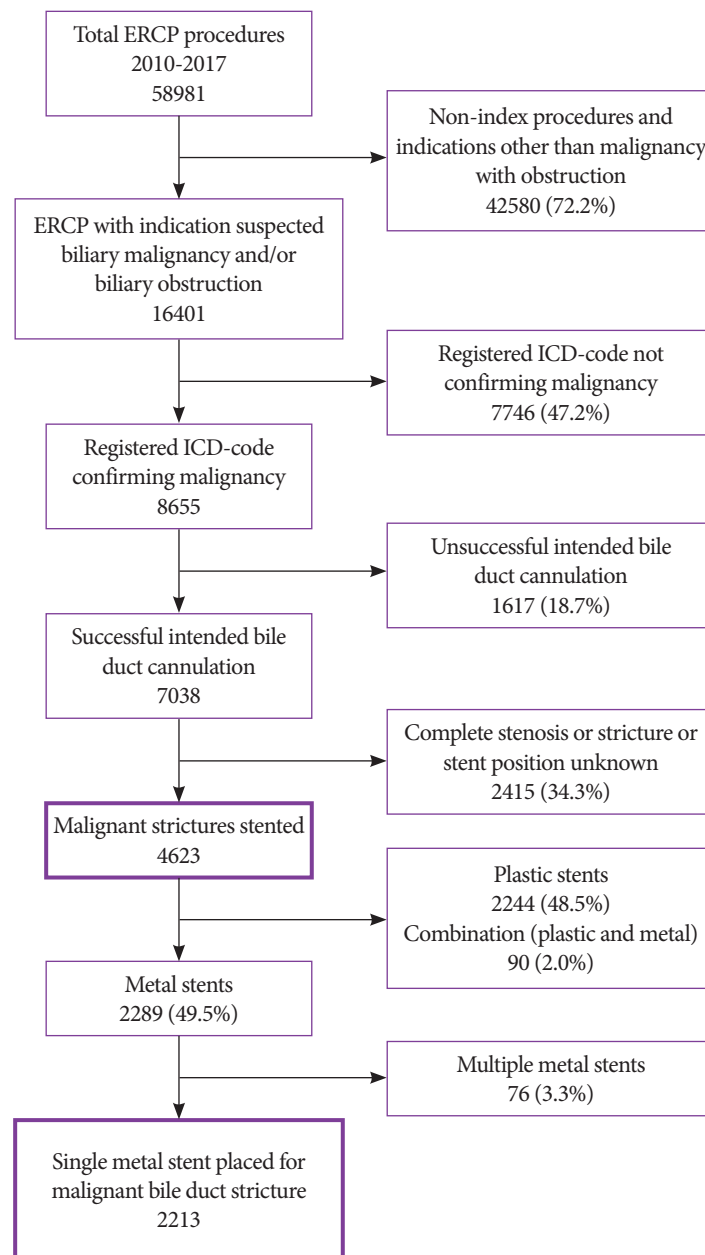 Total ERCP procedures
2010-2017
58981
Non-index procedures and
indications other than malignancy
with obstruction
42580 (72.2%)
ERCP with indication suspected
biliary malignancy and/or
biliary obstruction
16401
Registered ICD-code not
confirming malignancy
7746 (47.2%)
Registered ICD-code
confirming malignancy
8655
Unsuccessful intended bile
duct cannulation
1617 (18.7%)
Successful intended bile
duct cannulation
7038
Complete stenosis or stricture or
stent position unknown
2415 (34.3%)
Malignant strictures stented
4623
Plastic stents
2244 (48.5%)
Combination (plastic and metal)
90 (2.0%)
Metal stents
2289 (49.5%)
Multiple metal stents
76 (3.3%)
Single metal stent placed for
malignant bile duct stricture
2213